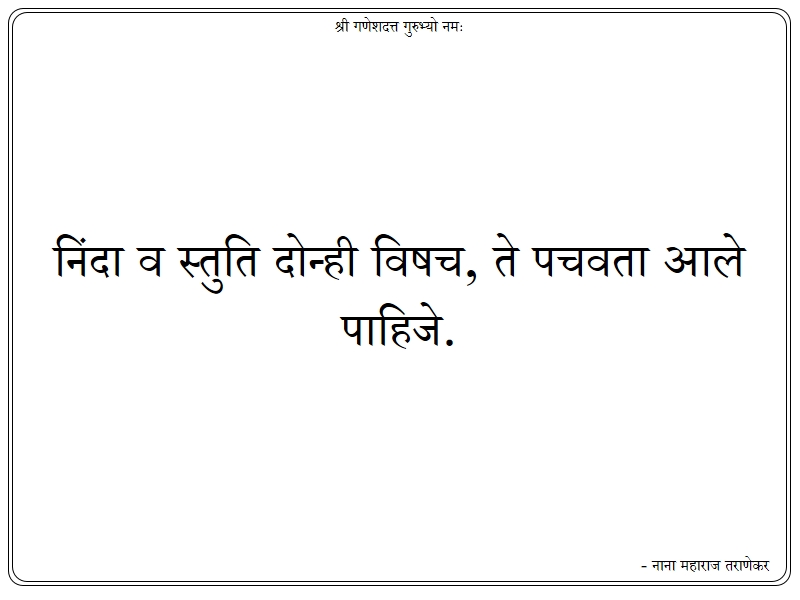 श्री गणेशदत्त गुरुभ्यो नमः
निंदा व स्तुति दोन्ही विषच, ते पचवता आले
पाहिजे.
- नाना महाराज तराणेकर